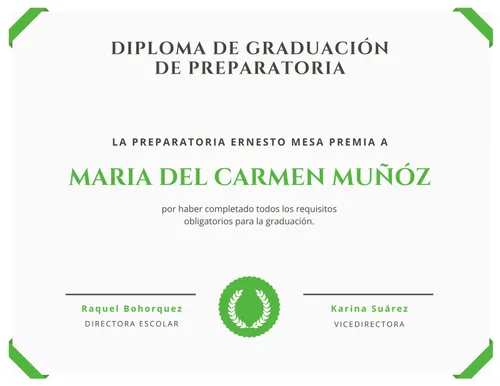 DIPLOMA DE GRADUACIÓN
DE PREPARATORIA
LA PREPARATORIA ERNESTO MESA PREMIA A
MARIA DEL CARMEN MUÑÓZ
por haber completado todos los requisitos
obligatorios para la graduación.
Raquel Bohorquez
DIRECTORA ESCOLAR
Karina Suárez
VICEDIRECTORA